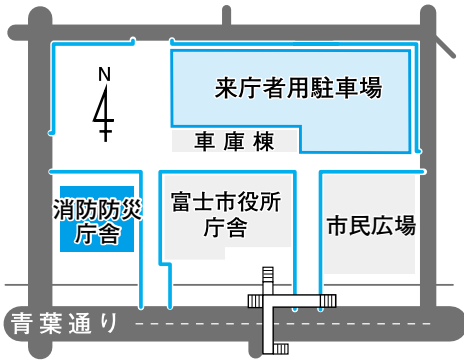 N
来庁者用駐車場
車庫棟
消防防災
庁舎
富士市役所
庁舎
市民広場
青葉通り